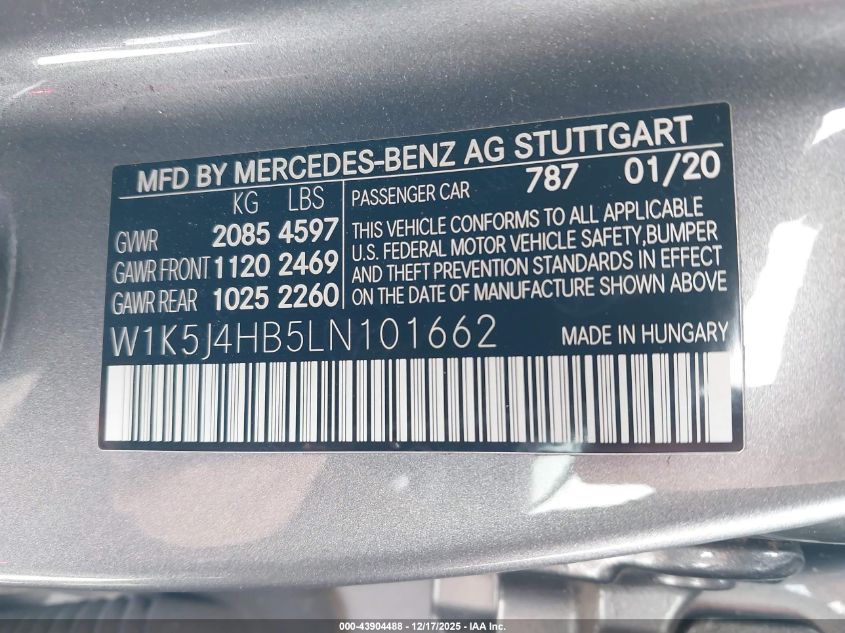 MFD BY MERCEDES-BENZ AG STUTTGART
KG LBS
GVWR 2085 4597
GAWR FRONT 1120 2469
GAWR REAR 1025 2260
PASSENGER CAR 787 01/20
THIS VEHICLE CONFORMS TO ALL APPLICABLE
U.S. FEDERAL MOTOR VEHICLE SAFETY,BUMPER
AND THEFT PREVENTION STANDARDS IN EFFECT
ON THE DATE OF MANUFACTURE SHOWN ABOVE
W1K5J4HB5LN101662
MADE IN HUNGARY
000-43904488 - 12/17/2025 - IAA Inc.